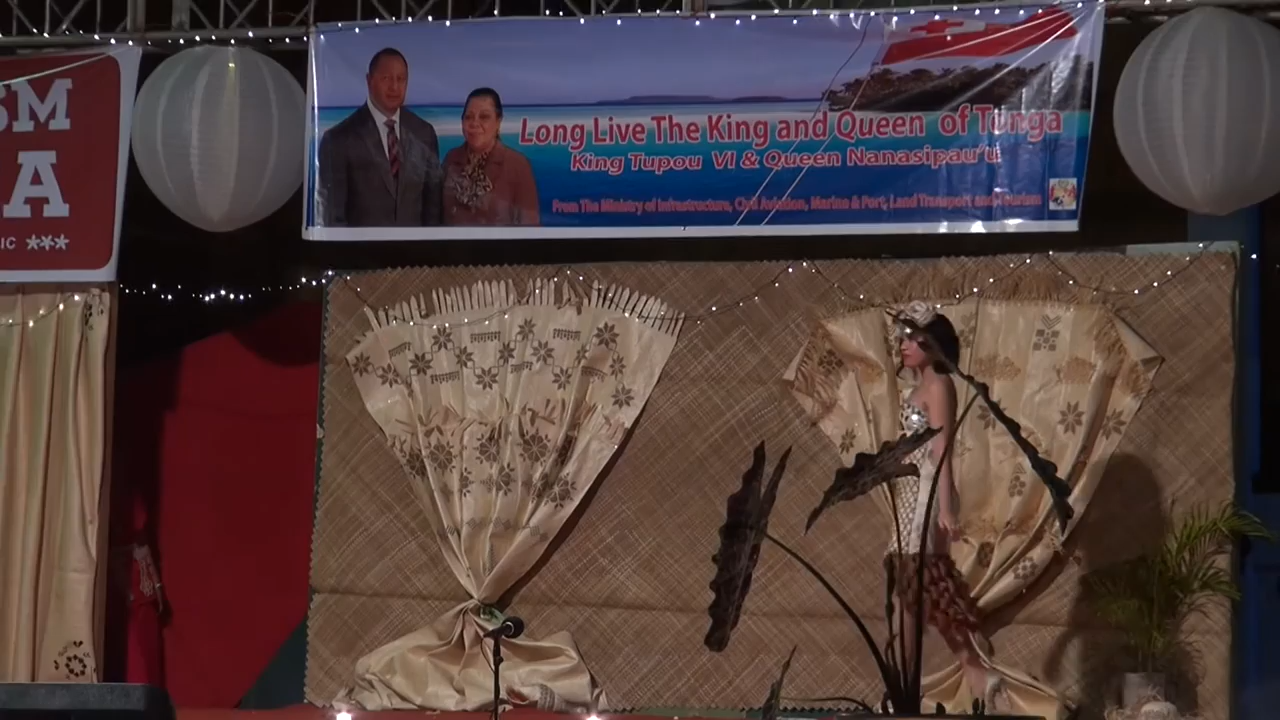 SM
A
IC ★★★
Long Live The King and Queen of Tonga
King Tupou VI & Queen Nanasipau'u
From The Ministry of Infrastructure, Civil Aviation, Marine & Port, Land Transport and Tourism